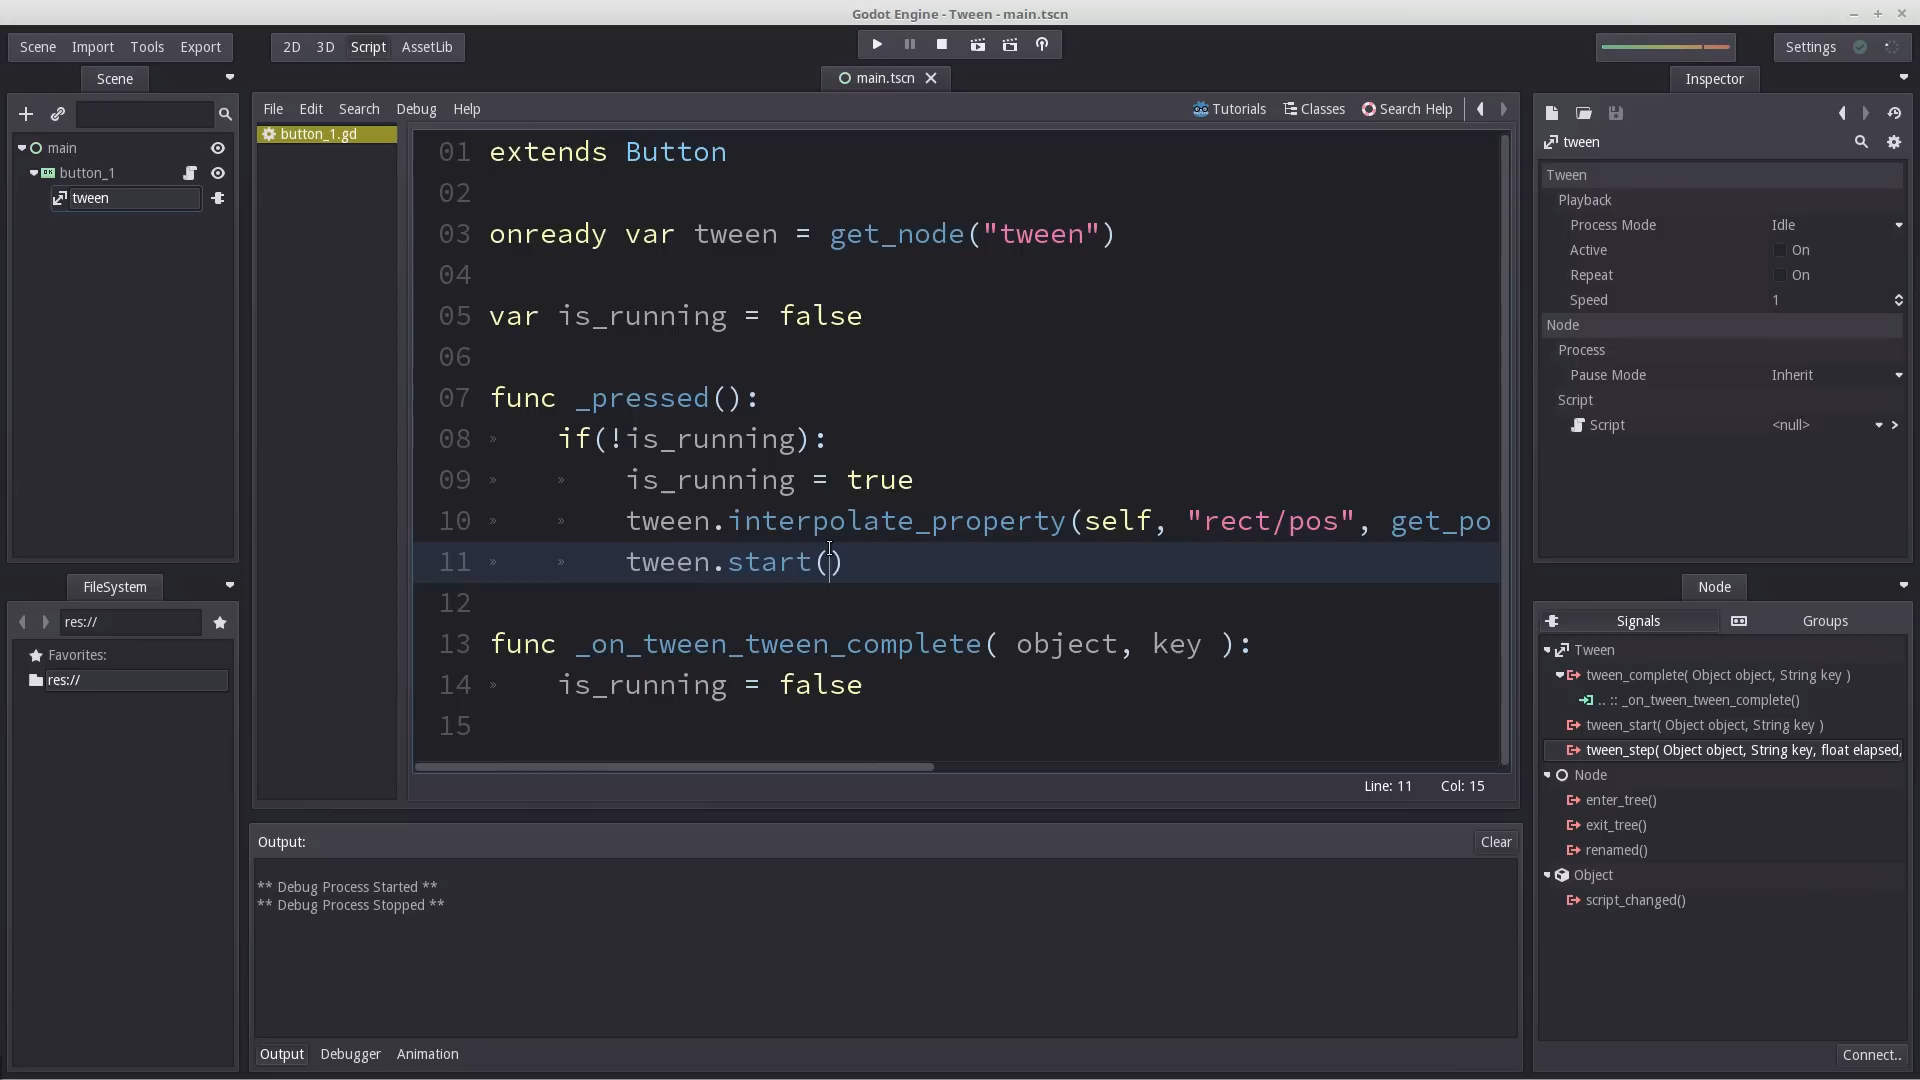 Godot Engine - Tween - main.tscn
Scene Import Tools Export
2D 3D Script AssetLib
Settings
Scene
main.tscn
Inspector
File Edit Search Debug Help
Tutorials Classes Search Help
button_1.gd
main
button_1
tween
01 extends Button
02
03 onready var tween = get_node("tween")
04
05 var is_running = false
06
07 func _pressed():
08 » if(!is_running):
09 » » is_running = true
10 » » tween.interpolate_property(self, "rect/pos", get_po
11 » » tween.start()
12
13 func _on_tween_tween_complete( object, key ):
14 » is_running = false
15
Line: 11 Col: 15
tween
Tween
Playback
Process Mode Idle
Active On
Repeat On
Speed 1
Node
Process
Pause Mode Inherit
Script
Script <null>
FileSystem
res://
Favorites:
res://
Output:
Clear
** Debug Process Started **
** Debug Process Stopped **
Output Debugger Animation
Node
Signals Groups
Tween
tween_complete( Object object, String key )
.. :: _on_tween_tween_complete()
tween_start( Object object, String key )
tween_step( Object object, String key, float elapsed,
Node
enter_tree()
exit_tree()
renamed()
Object
script_changed()
Connect..